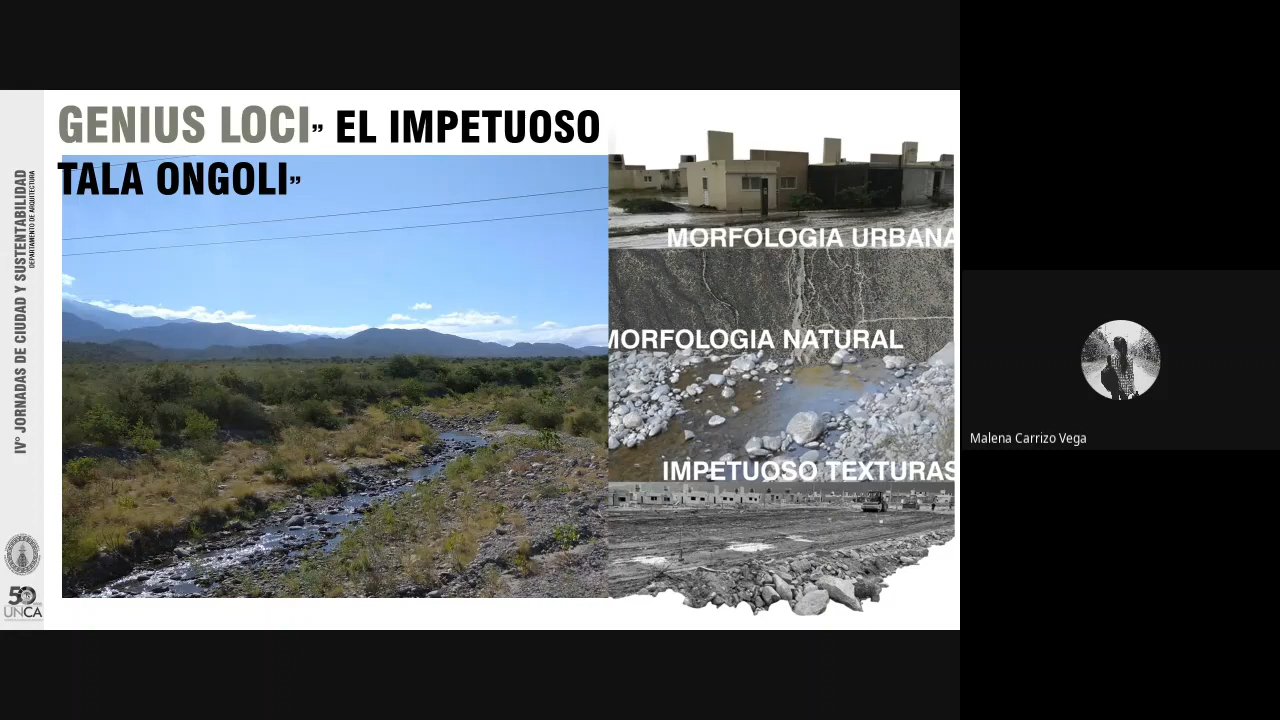 GENIUS LOCI” EL IMPETUOSO
TALA ONGOLI”
IVº JORNADAS DE CIUDAD Y SUSTENTABILIDAD
DEPARTAMENTO DE ARQUITECTURA
MORFOLOGIA URBANA
MORFOLOGIA NATURAL
IMPETUOSO TEXTURAS
50
UNCA
Malena Carrizo Vega